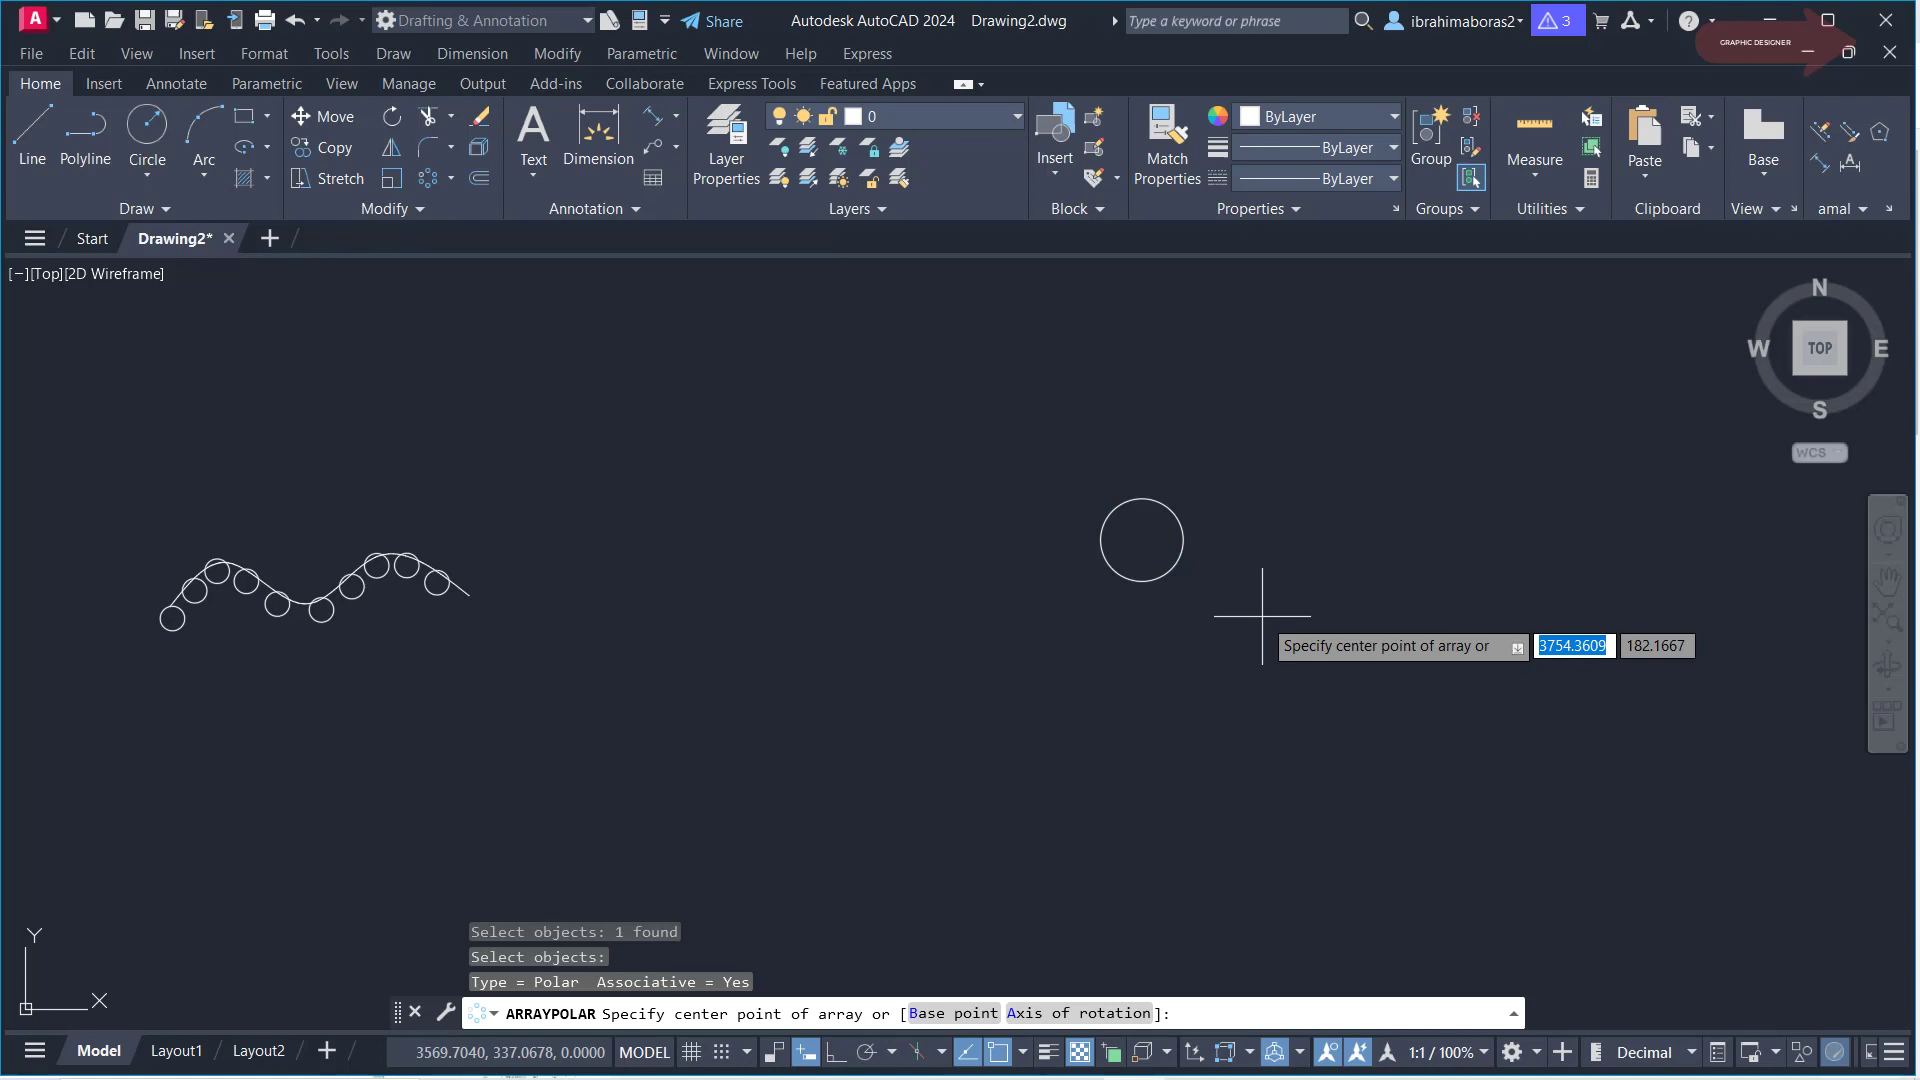 A Drafting & Annotation Share Autodesk AutoCAD 2024 Drawing2.dwg Type a keyword or phrase ibrahimaboras2 3 ?
GRAPHIC DESIGNER
File Edit View Insert Format Tools Draw Dimension Modify Parametric Window Help Express
Home Insert Annotate Parametric View Manage Output Add-ins Collaborate Express Tools Featured Apps
Move 0 ByLayer
Line Polyline Circle Arc Copy Text Dimension Layer Properties Insert Match Properties ByLayer Group Measure Paste Base
Stretch ByLayer
Draw Modify Annotation Layers Block Properties Groups Utilities Clipboard View amal
Start Drawing2* +
[−][Top][2D Wireframe]
N
W TOP E
S
WCS
Specify center point of array or 3754.3609 182.1667
Select objects: 1 found
Select objects:
Type = Polar Associative = Yes
Y
X
ARRAYPOLAR Specify center point of array or [Base point Axis of rotation]:
Model Layout1 Layout2 + 3569.7040, 337.0678, 0.0000 MODEL 1:1 / 100% Decimal